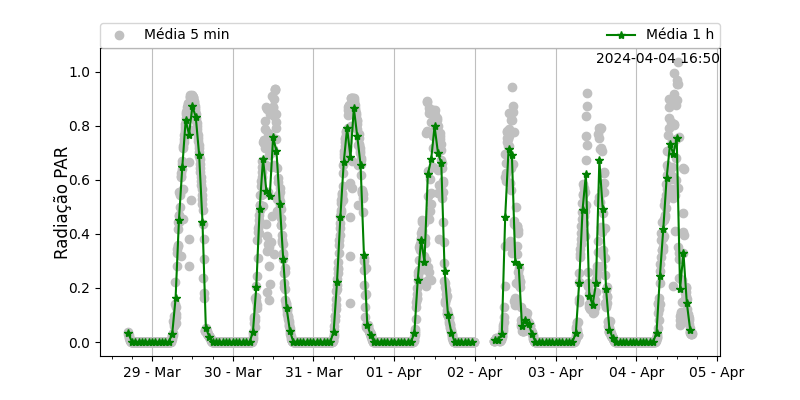 Média 5 min
Média 1 h
2024-04-04 16:50
Radiação PAR
1.0
0.8
0.6
0.4
0.2
0.0
29 - Mar
30 - Mar
31 - Mar
01 - Apr
02 - Apr
03 - Apr
04 - Apr
05 - Apr